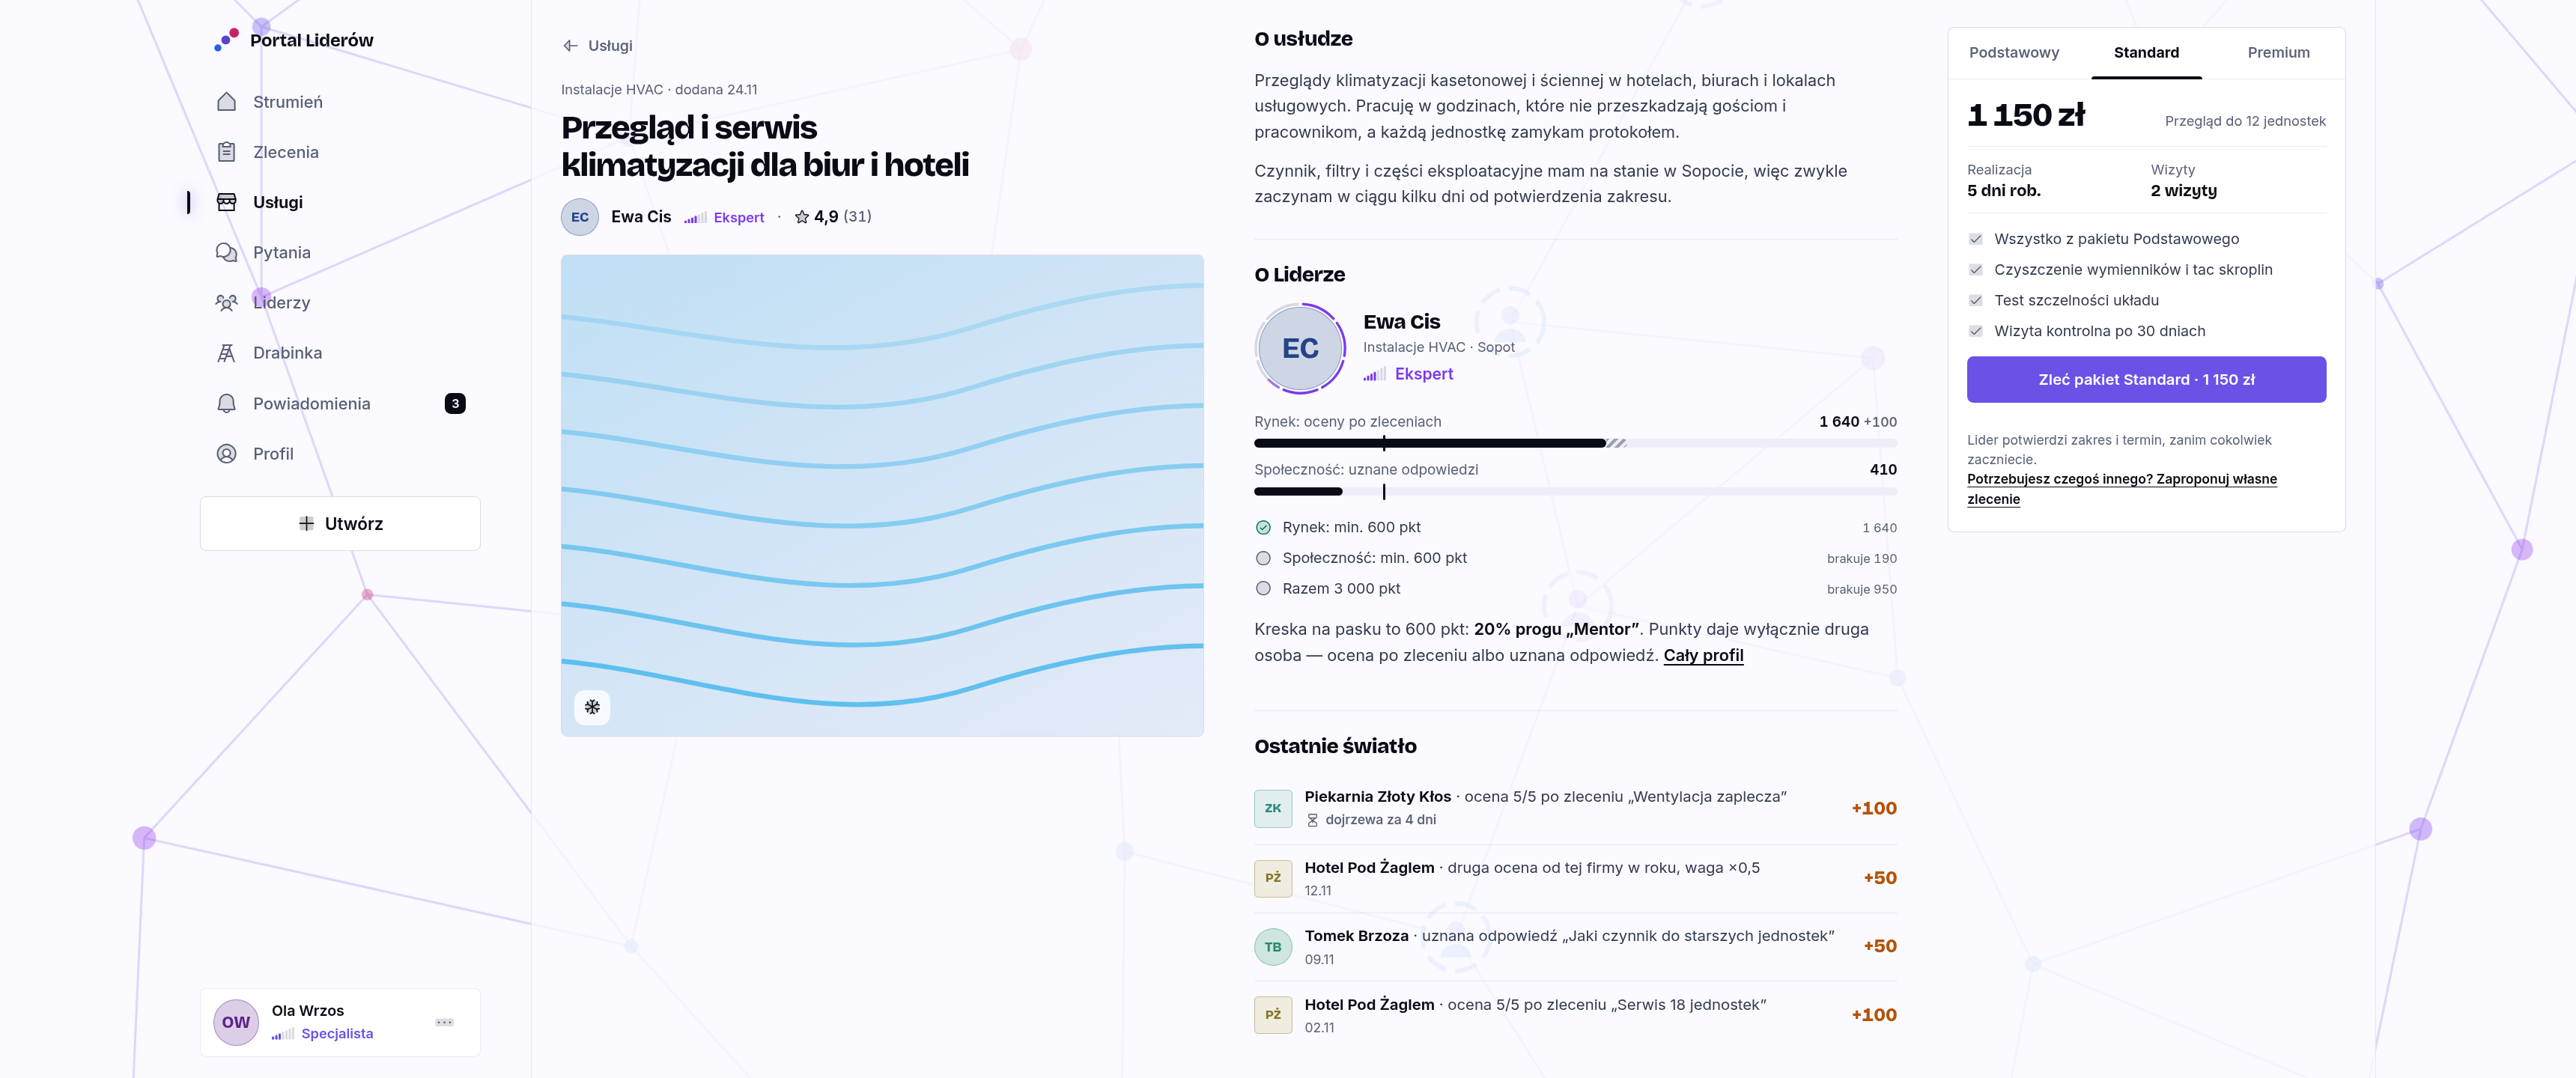 Portal Liderów
Strumień
Zlecenia
Usługi
Pytania
Liderzy
Drabinka
Powiadomienia 3
Profil
Utwórz
OW
Ola Wrzos
Specjalista
Usługi
Instalacje HVAC · dodana 24.11
Przegląd i serwis
klimatyzacji dla biur i hoteli
EC Ewa Cis Ekspert · 4,9 (31)
O usłudze
Przeglądy klimatyzacji kasetonowej i ściennej w hotelach, biurach i lokalach
usługowych. Pracuję w godzinach, które nie przeszkadzają gościom i
pracownikom, a każdą jednostkę zamykam protokołem.
Czynnik, filtry i części eksploatacyjne mam na stanie w Sopocie, więc zwykle
zaczynam w ciągu kilku dni od potwierdzenia zakresu.
O Liderze
EC
Ewa Cis
Instalacje HVAC · Sopot
Ekspert
Rynek: oceny po zleceniach 1 640 +100
Społeczność: uznane odpowiedzi 410
Rynek: min. 600 pkt 1 640
Społeczność: min. 600 pkt brakuje 190
Razem 3 000 pkt brakuje 950
Kreska na pasku to 600 pkt: 20% progu „Mentor”. Punkty daje wyłącznie druga
osoba — ocena po zleceniu albo uznana odpowiedź. Cały profil
Ostatnie światło
ZK Piekarnia Złoty Kłos · ocena 5/5 po zleceniu „Wentylacja zaplecza” +100
dojrzewa za 4 dni
PŻ Hotel Pod Żaglem · druga ocena od tej firmy w roku, waga ×0,5 +50
12.11
TB Tomek Brzoza · uznana odpowiedź „Jaki czynnik do starszych jednostek” +50
09.11
PŻ Hotel Pod Żaglem · ocena 5/5 po zleceniu „Serwis 18 jednostek” +100
02.11
Podstawowy Standard Premium
1 150 zł Przegląd do 12 jednostek
Realizacja Wizyty
5 dni rob. 2 wizyty
Wszystko z pakietu Podstawowego
Czyszczenie wymienników i tac skroplin
Test szczelności układu
Wizyta kontrolna po 30 dniach
Zleć pakiet Standard · 1 150 zł
Lider potwierdzi zakres i termin, zanim cokolwiek
zaczniecie.
Potrzebujesz czegoś innego? Zaproponuj własne
zlecenie